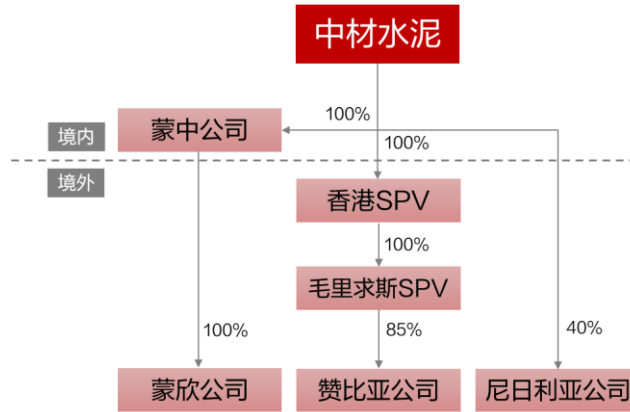 中材水泥
100%
蒙中公司
境内
100%
境外
香港SPV
100%
毛里求斯SPV
100%
85%
40%
蒙欣公司
赞比亚公司
尼日利亚公司